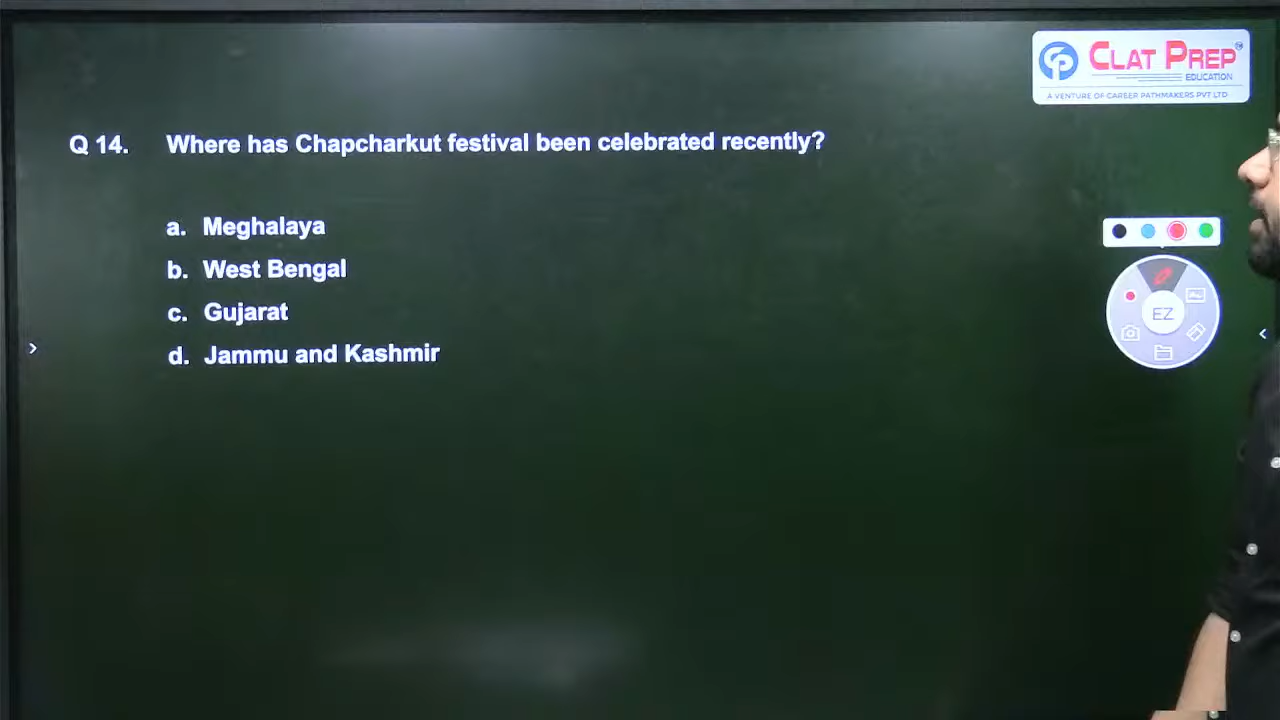 CLAT PREP
EDUCATION
A VENTURE OF CAREER PATHMAKERS PVT LTD
Q 14. Where has Chapcharkut festival been celebrated recently?
a. Meghalaya
b. West Bengal
c. Gujarat
d. Jammu and Kashmir
EZ